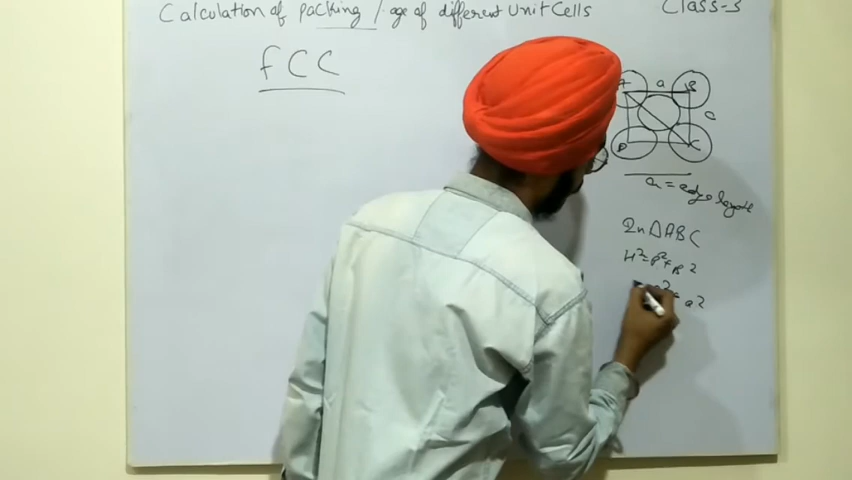 Calculation of packing /.age of different Unit Cells
Class-3
fCC
a B
a
D C
a = edge
In ΔABC
H²=P²+B²
a²+a²